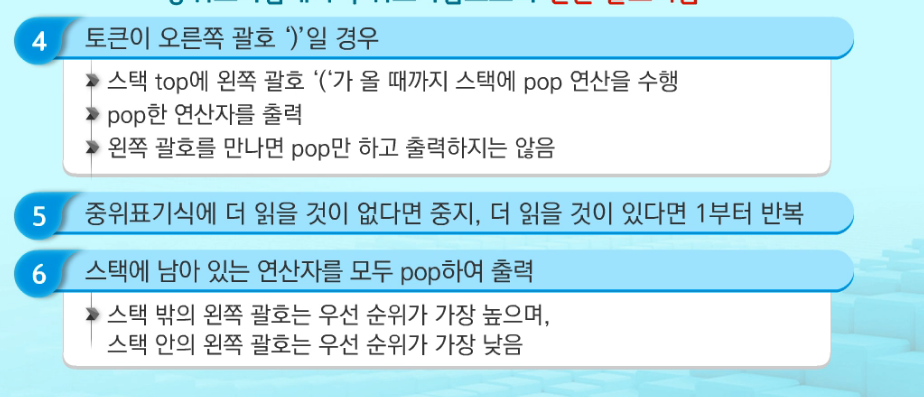 4 토큰이 오른쪽 괄호 ‘)’일 경우
스택 top에 왼쪽 괄호 ‘(‘가 올 때까지 스택에 pop 연산을 수행
pop한 연산자를 출력
왼쪽 괄호를 만나면 pop만 하고 출력하지는 않음
5 중위표기식에 더 읽을 것이 없다면 중지, 더 읽을 것이 있다면 1부터 반복
6 스택에 남아 있는 연산자를 모두 pop하여 출력
스택 밖의 왼쪽 괄호는 우선 순위가 가장 높으며,
스택 안의 왼쪽 괄호는 우선 순위가 가장 낮음